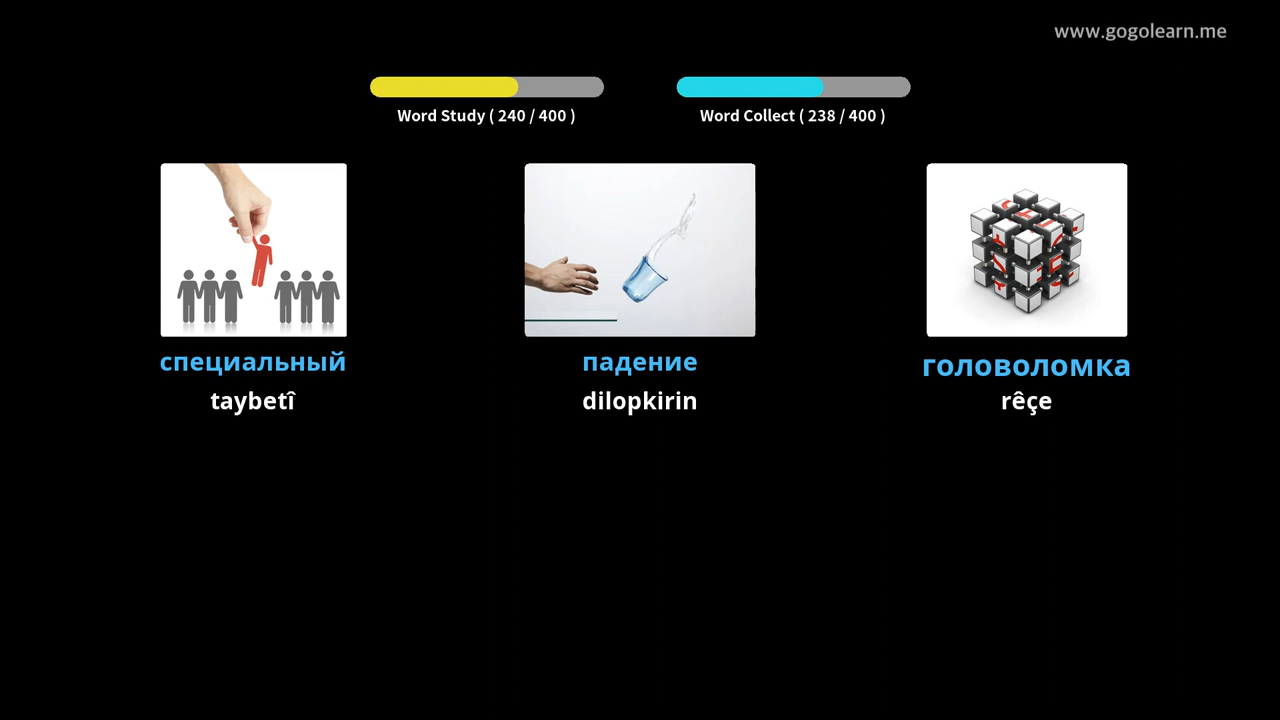 www.gogolearn.me
Word Study ( 240 / 400 )
Word Collect ( 238 / 400 )
специальный
taybetî
падение
dilopkirin
головоломка
rêçe